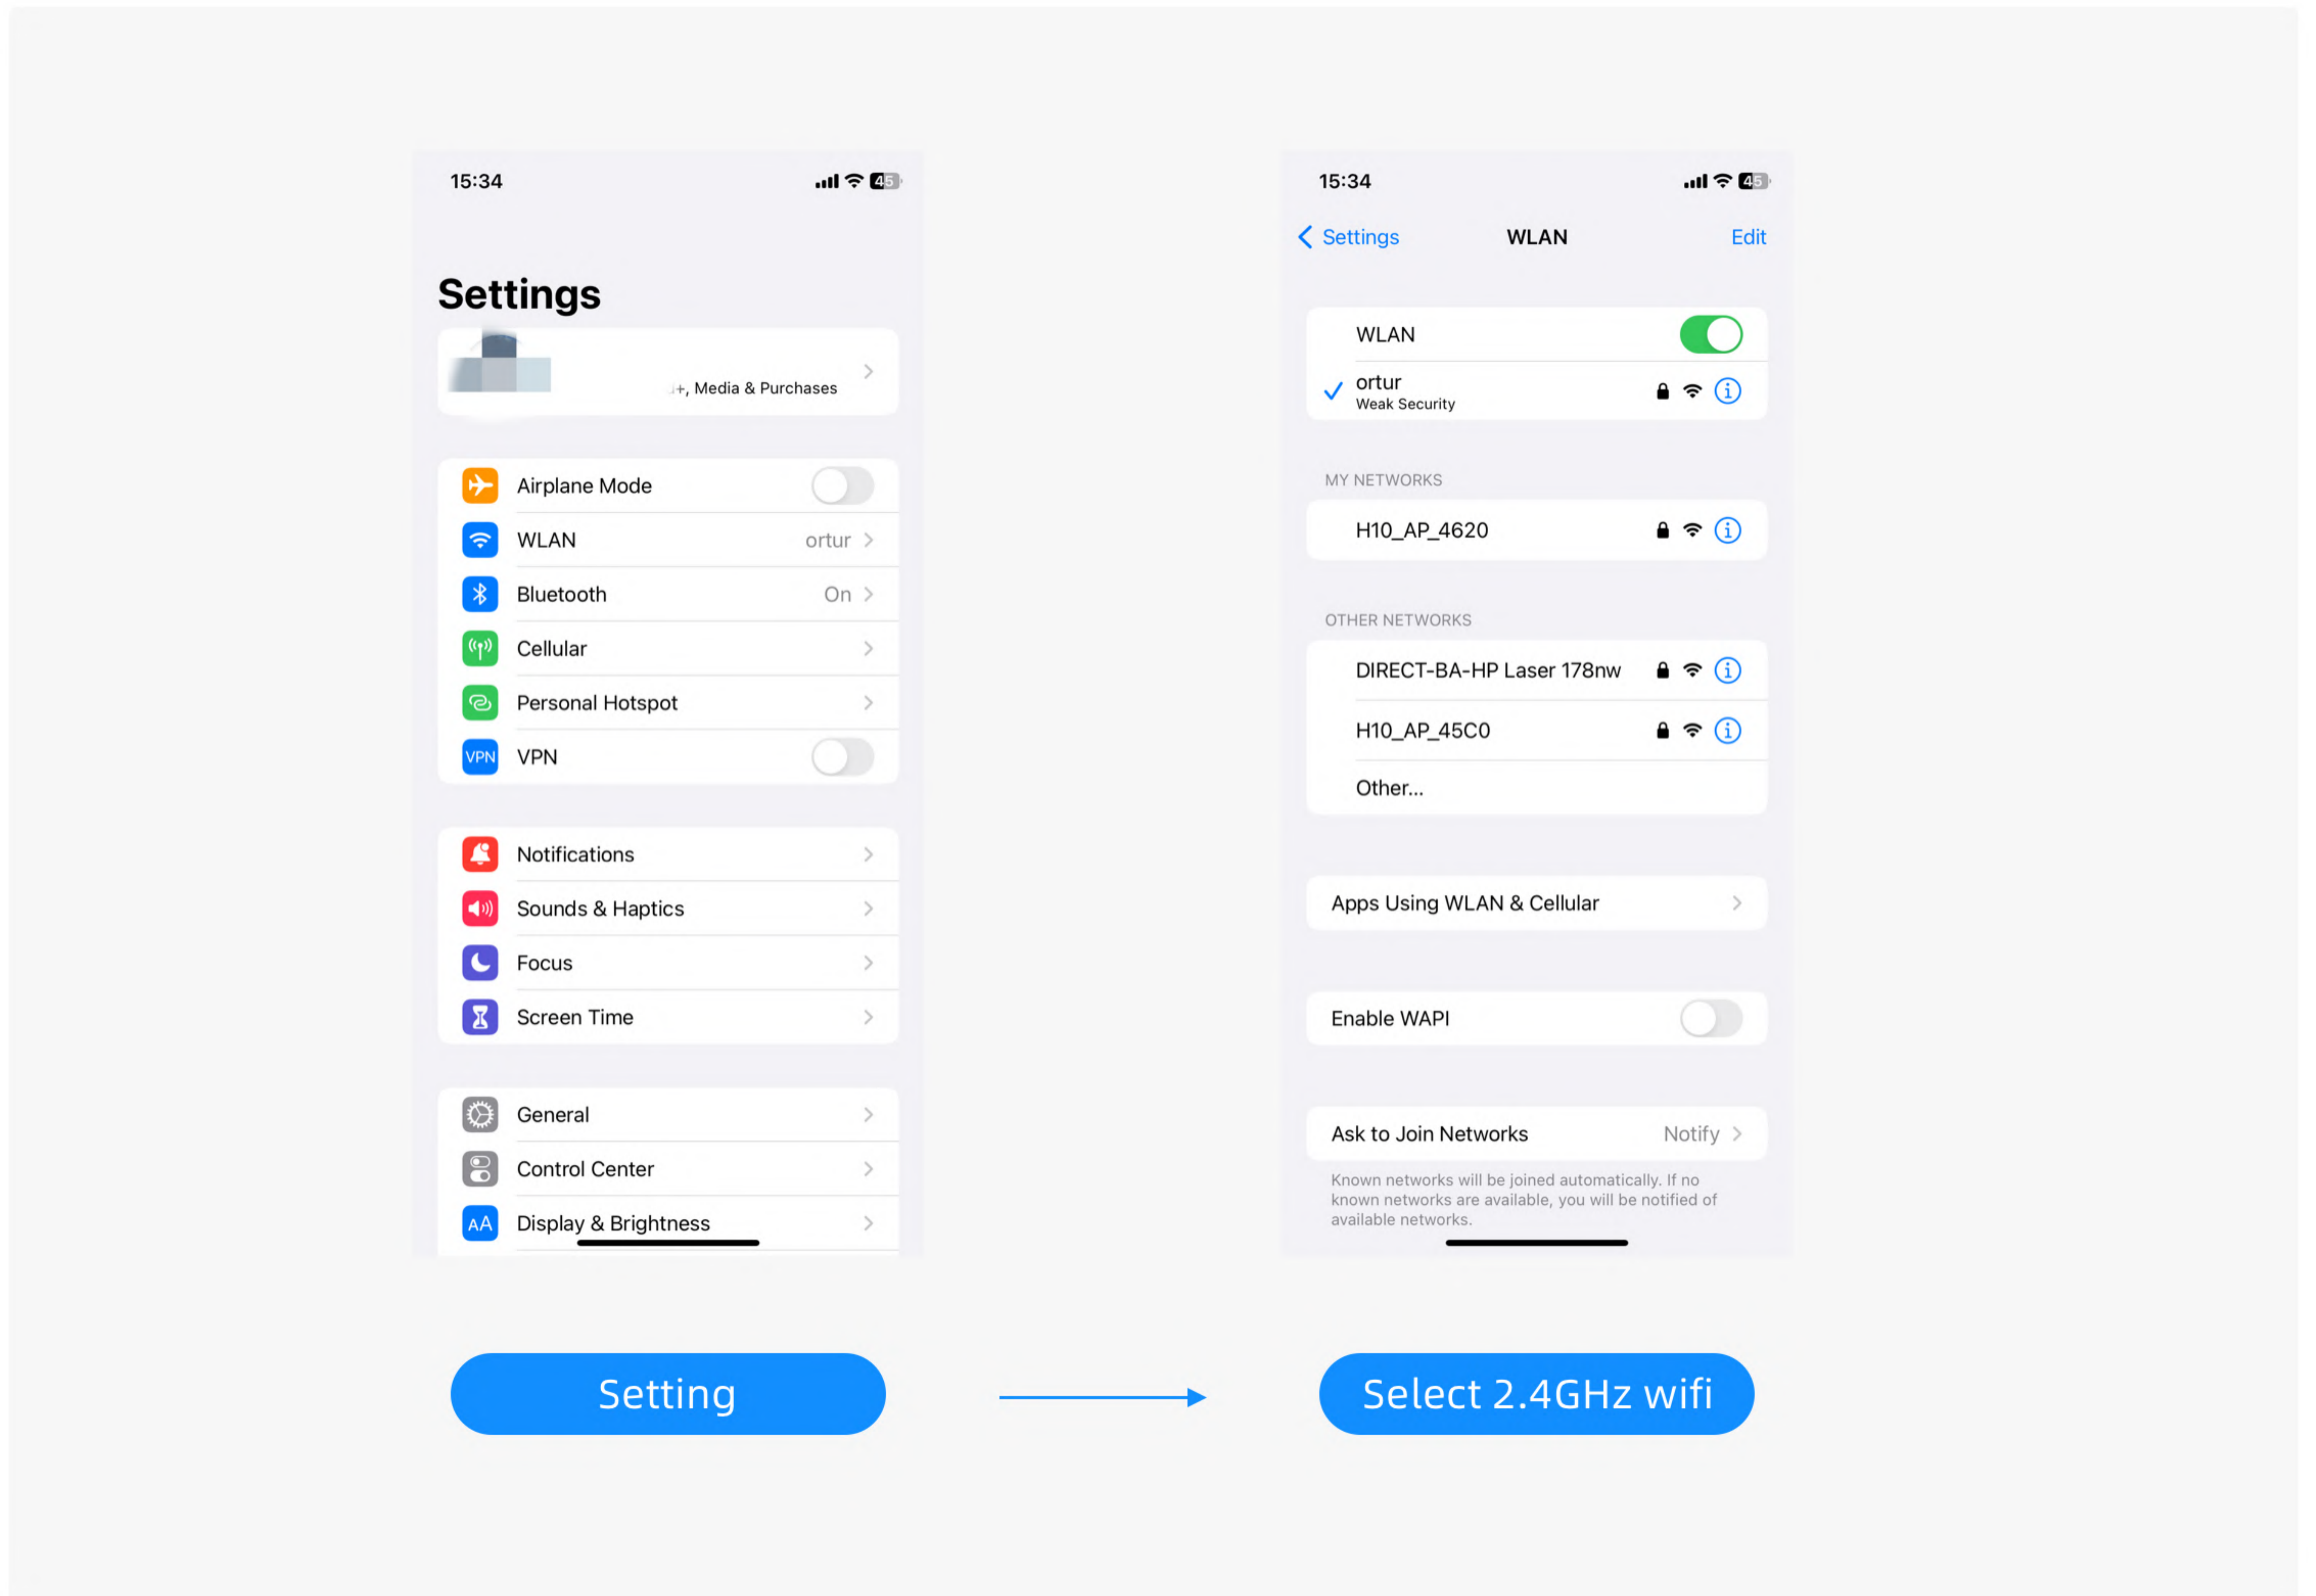 15:34
45
Settings
+, Media & Purchases
Airplane Mode
WLAN
ortur
Bluetooth
On
Cellular
Personal Hotspot
VPN
VPN
Notifications
Sounds & Haptics
Focus
Screen Time
General
Control Center
AA
Display & Brightness
Setting
15:34
45
Settings
WLAN
Edit
WLAN
ortur
Weak Security
MY NETWORKS
H10_AP_4620
OTHER NETWORKS
DIRECT-BA-HP Laser 178nw
H10_AP_45C0
Other...
Apps Using WLAN & Cellular
Enable WAPI
Ask to Join Networks
Notify
Known networks will be joined automatically. If no
known networks are available, you will be notified of
available networks.
Select 2.4GHz wifi